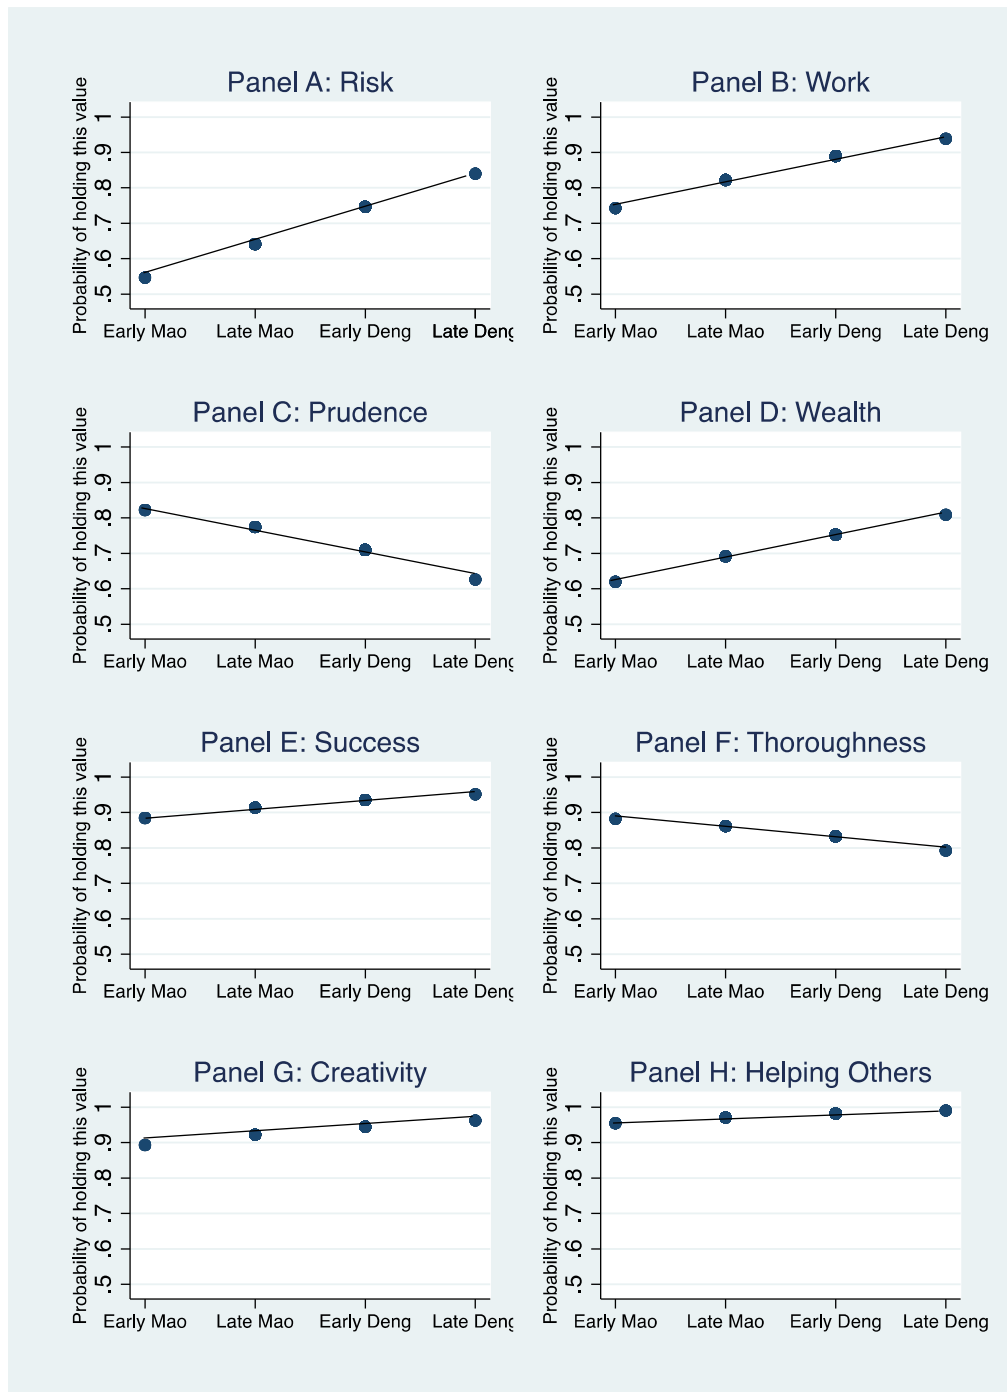 Panel A: Risk
Probability of holding this value
1
.9
.8
.7
.6
.5
Early Mao Late Mao Early Deng Late Deng
Panel B: Work
Probability of holding this value
1
.9
.8
.7
.6
.5
Early Mao Late Mao Early Deng Late Deng
Panel C: Prudence
Probability of holding this value
1
.9
.8
.7
.6
.5
Early Mao Late Mao Early Deng Late Deng
Panel D: Wealth
Probability of holding this value
1
.9
.8
.7
.6
.5
Early Mao Late Mao Early Deng Late Deng
Panel E: Success
Probability of holding this value
1
.9
.8
.7
.6
.5
Early Mao Late Mao Early Deng Late Deng
Panel F: Thoroughness
Probability of holding this value
1
.9
.8
.7
.6
.5
Early Mao Late Mao Early Deng Late Deng
Panel G: Creativity
Probability of holding this value
1
.9
.8
.7
.6
.5
Early Mao Late Mao Early Deng Late Deng
Panel H: Helping Others
Probability of holding this value
1
.9
.8
.7
.6
.5
Early Mao Late Mao Early Deng Late Deng